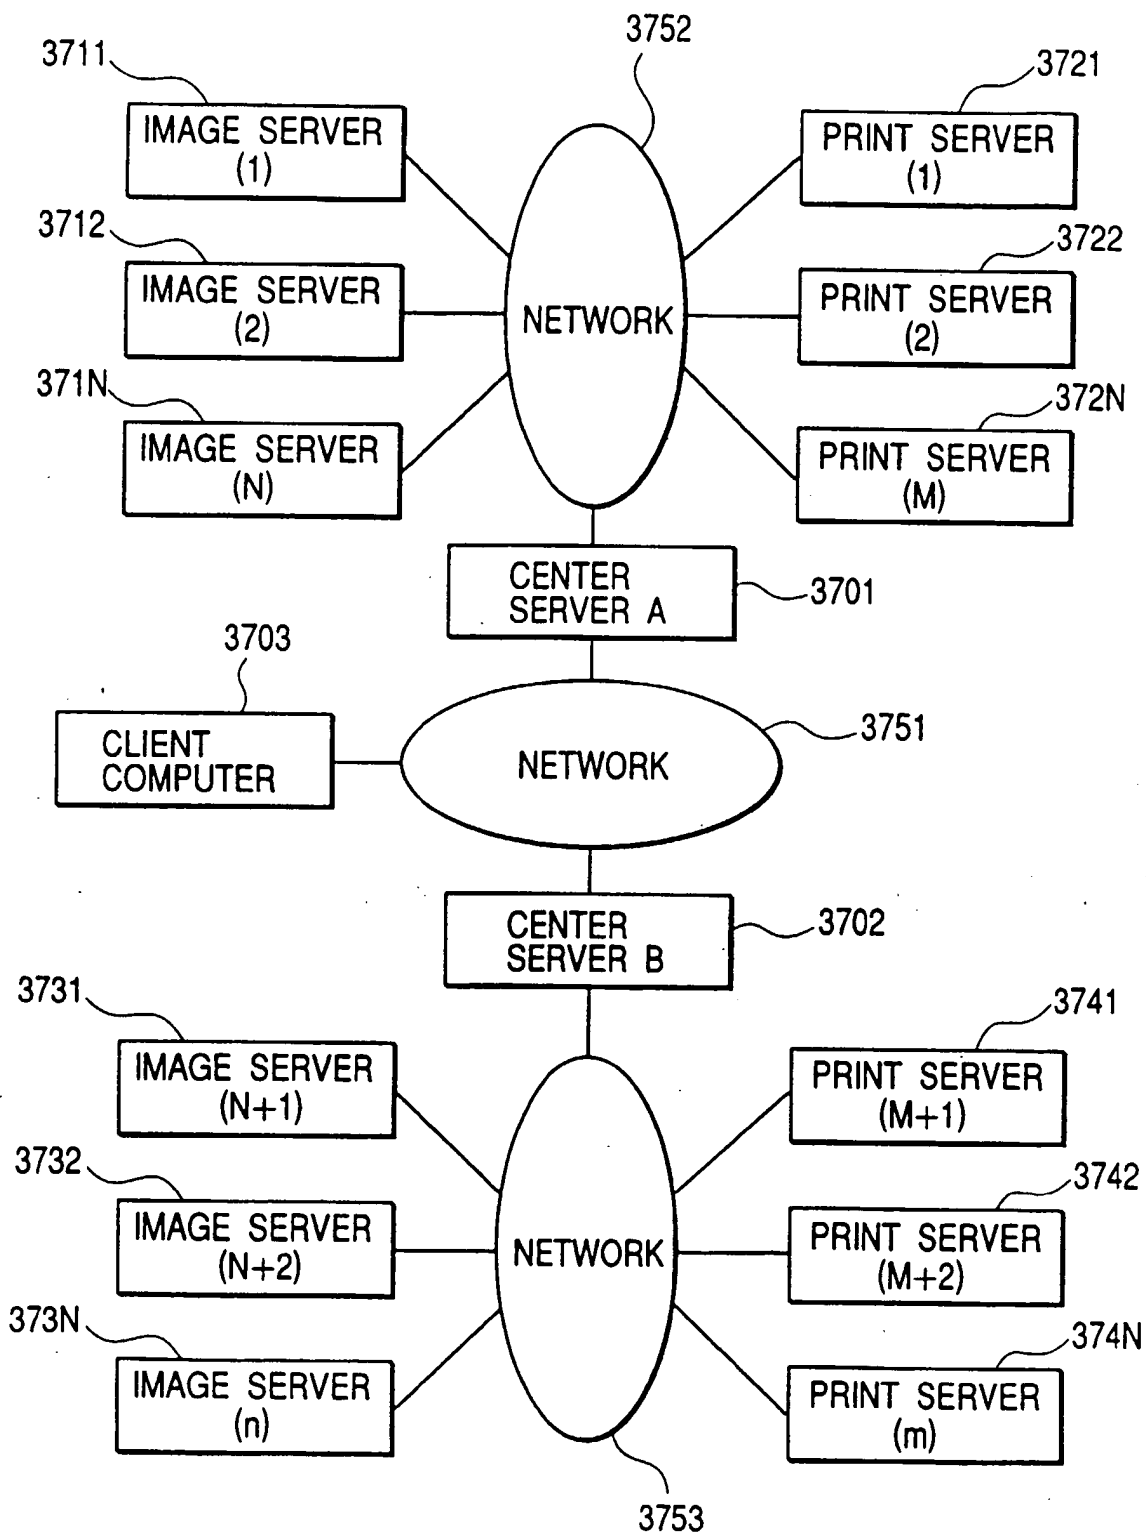 3752
3711
3721
IMAGE SERVER
(1)
PRINT SERVER
(1)
3712
3722
IMAGE SERVER
(2)
NETWORK
PRINT SERVER
(2)
371N
372N
IMAGE SERVER
(N)
PRINT SERVER
(M)
CENTER
SERVER A
3701
3703
CLIENT
COMPUTER
NETWORK
3751
CENTER
SERVER B
3702
3731
3741
IMAGE SERVER
(N+1)
PRINT SERVER
(M+1)
3732
3742
IMAGE SERVER
(N+2)
NETWORK
PRINT SERVER
(M+2)
373N
374N
IMAGE SERVER
(n)
PRINT SERVER
(m)
3753